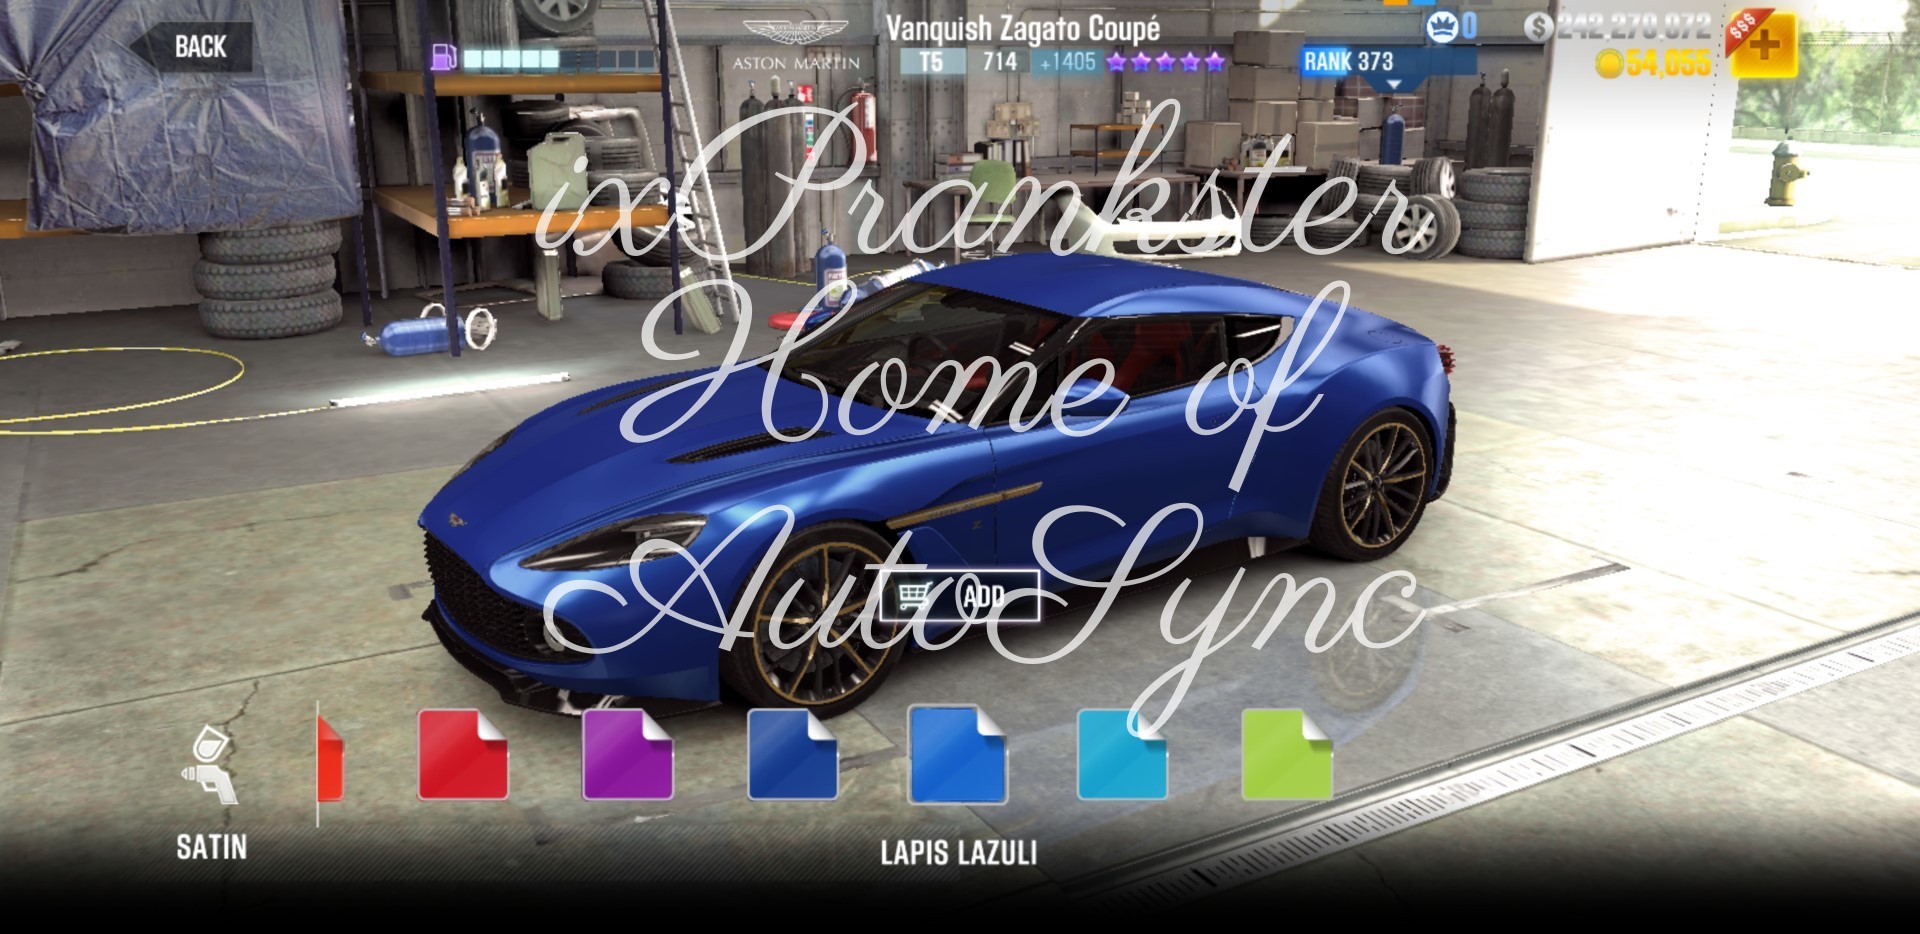 BACK
ASTON MARTIN
Vanquish Zagato Coupé
T5 714 +1405
RANK 373
0
$ 242,270,072
54,055
$$$
ixPrankster
Home of
AutoSync
ADD
SATIN
LAPIS LAZULI